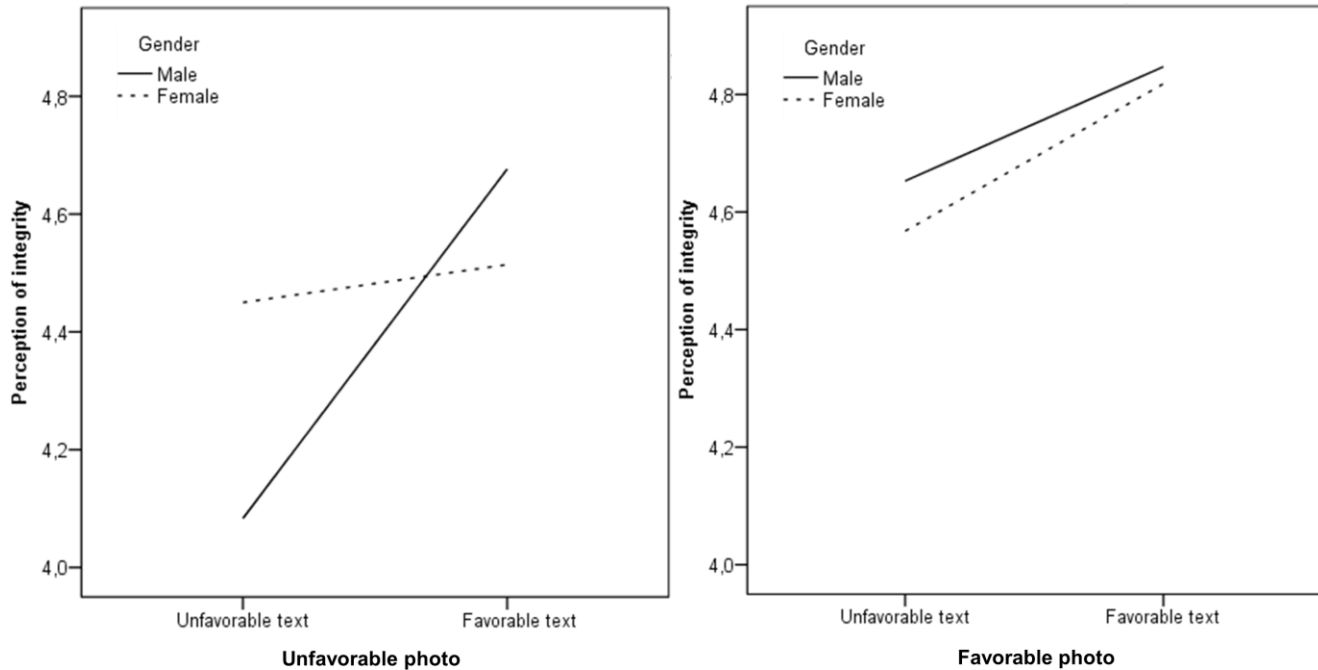 Gender
Male
Female
4,8
4,6
4,4
4,2
4,0
Perception of integrity
Unfavorable text
Favorable text
Unfavorable photo
Gender
Male
Female
4,8
4,6
4,4
4,2
4,0
Perception of integrity
Unfavorable text
Favorable text
Favorable photo